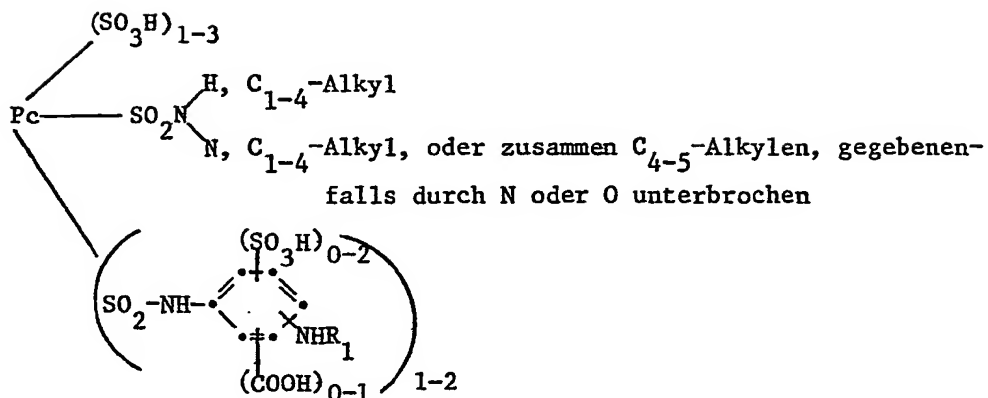 (SO3H)1-3
H, C1-4-Alkyl
Pc SO2N
N, C1-4-Alkyl, oder zusammen C4-5-Alkylen, gegebenen-
falls durch N oder O unterbrochen
(SO3H)0-2
SO2-NH
NHR1
(COOH)0-1 1-2